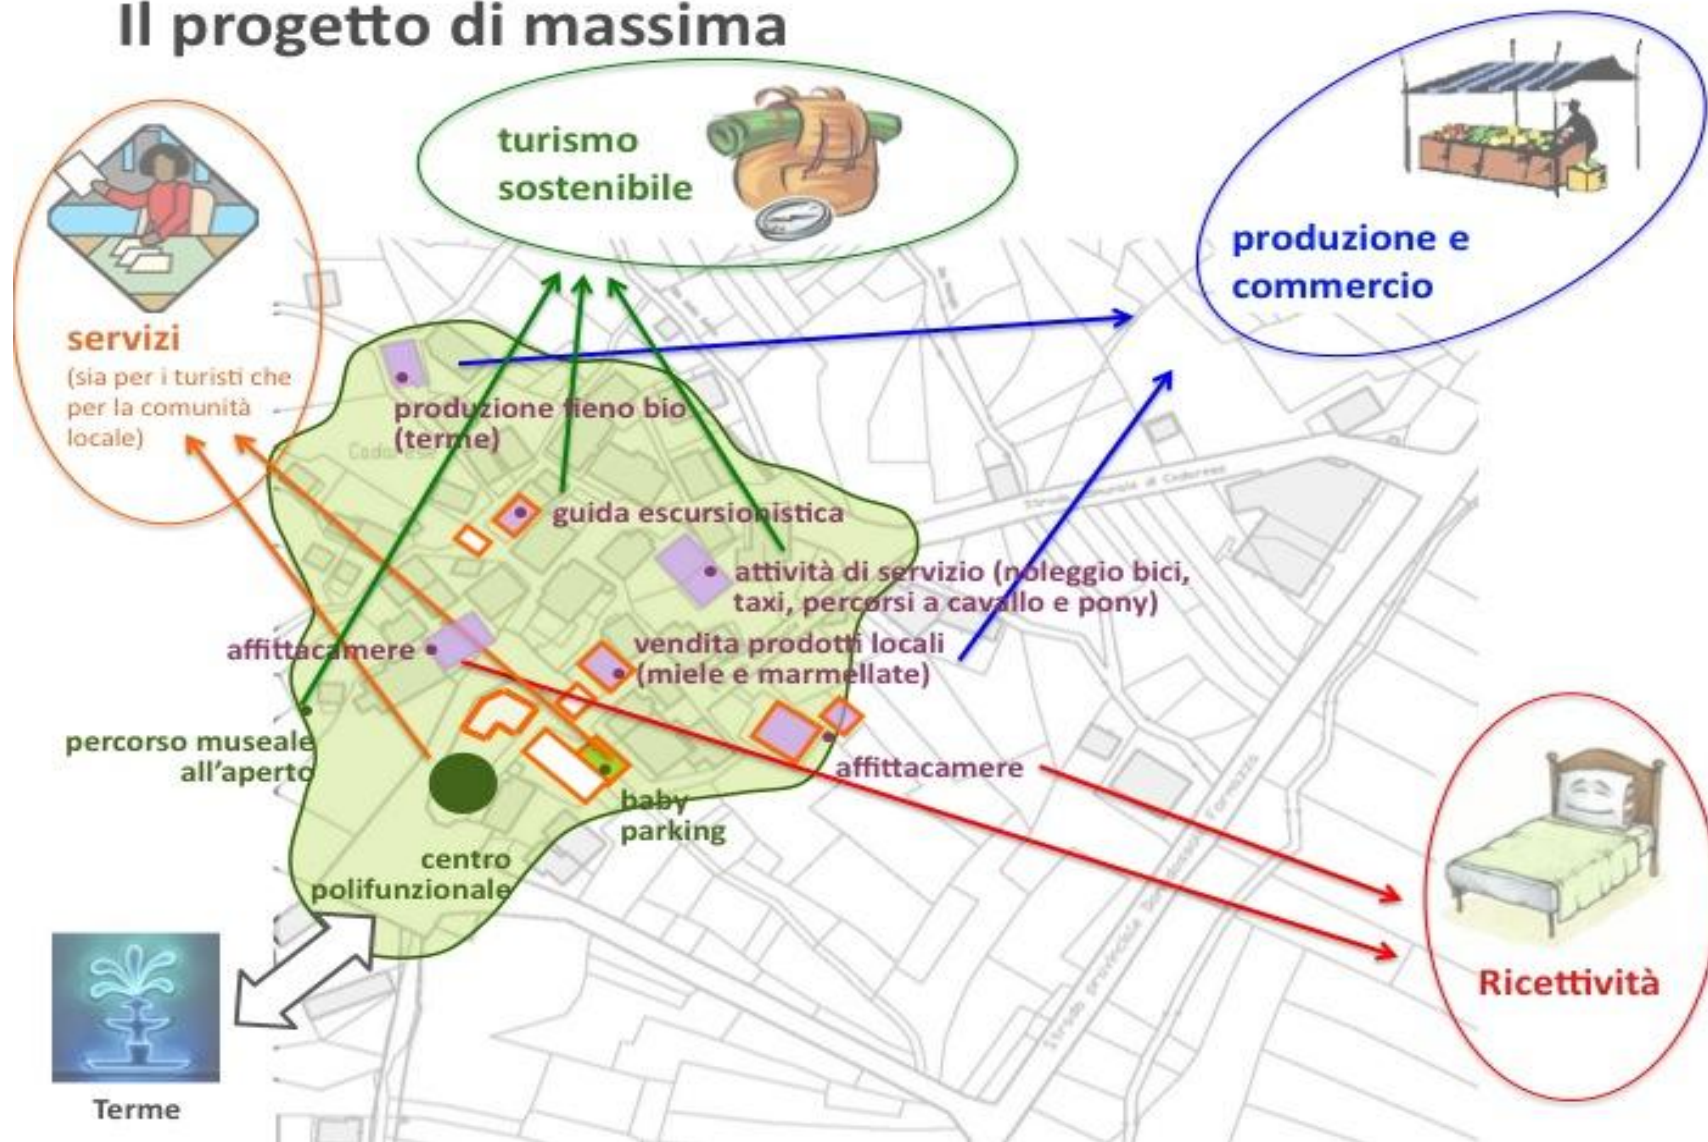 Il progetto di massima
turismo
sostenibile
produzione e
commercio
servizi
(sia per i turisti che
per la comunità
locale)
produzione fieno bio
(terme)
guida escursionistica
attività di servizio (noleggio bici,
taxi, percorsi a cavallo e pony)
affittacamere
vendita prodotti locali
(miele e marmellate)
percorso museale
all'aperto
affittacamere
baby
parking
centro
polifunzionale
Ricettività
Terme